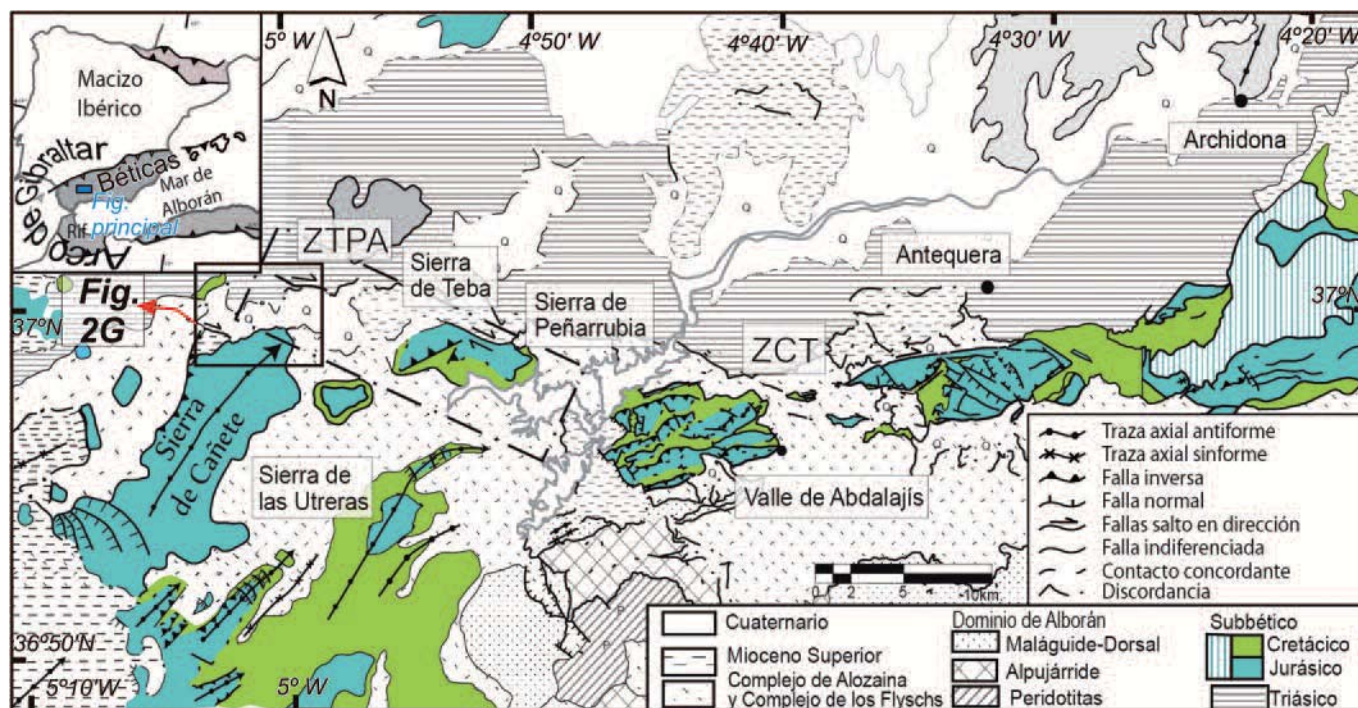 5° W
4°50' W
4°40' W
4°30' W
4°20' W
N
Macizo
Ibérico
Arco de Gibraltar
Béticas
Mar de
Alborán
Rif
Fig.
principal
Q
Q
Q
Q
Q
Q
Q
Archidona
ZTPA
Sierra
de Teba
Antequera
Fig.
2G
37°N
Sierra de
Peñarrubia
37°N
ZCT
Sierra
de Cañete
Sierra de
las Utreras
Valle de Abdalajís
Traza axial antiforme
Traza axial sinforme
Falla inversa
Falla normal
Fallas salto en dirección
Falla indiferenciada
Contacto concordante
Discordancia
0 2 5 10km
P
P
Cuaternario
Mioceno Superior
Complejo de Alozaina
y Complejo de los Flyschs
Dominio de Alborán
Maláguide-Dorsal
Alpujárride
Peridotitas
Subbético
Cretácico
Jurásico
Triásico
36°50'N
5°10'W
5° W